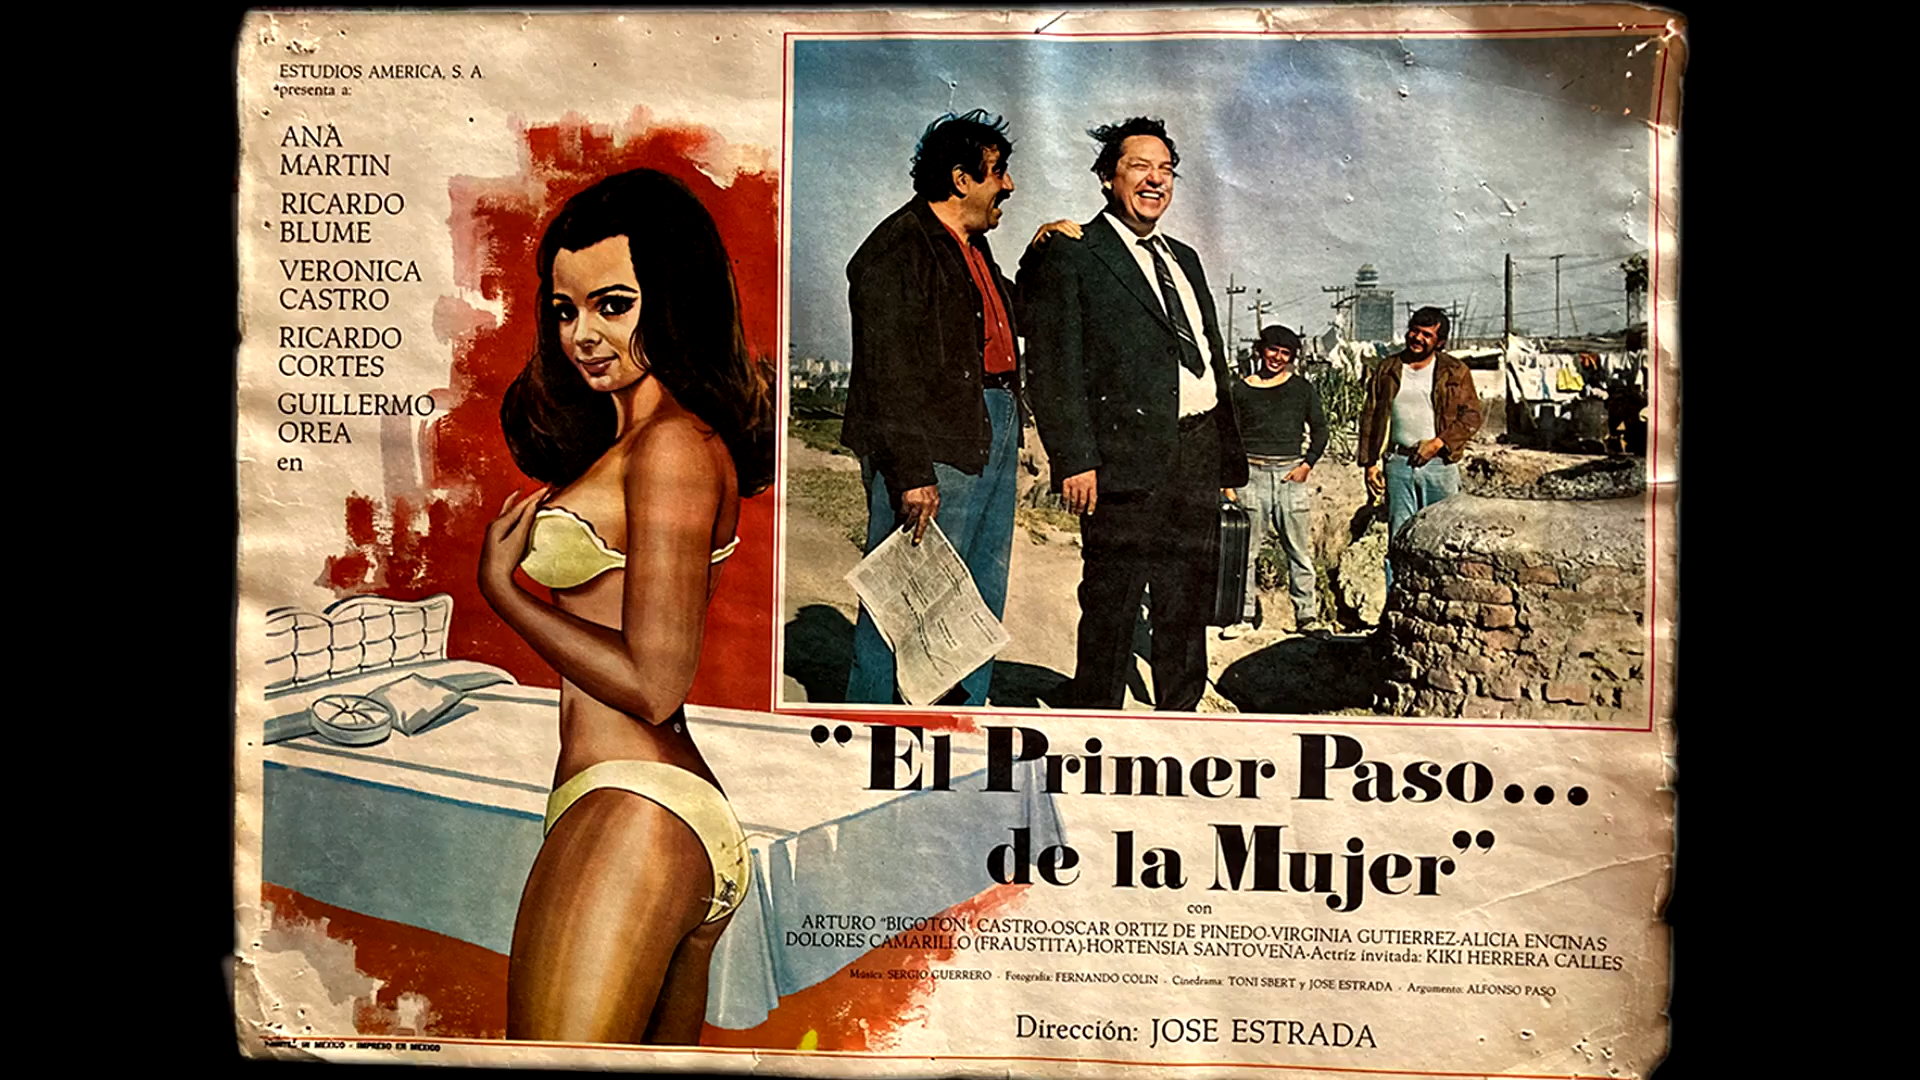 ESTUDIOS AMERICA, S. A.
presenta a:
ANA
MARTIN
RICARDO
BLUME
VERONICA
CASTRO
RICARDO
CORTES
GUILLERMO
OREA
en
"El Primer Paso...
de la Mujer"
con
ARTURO "BIGOTON" CASTRO-OSCAR ORTIZ DE PINEDO-VIRGINIA GUTIERREZ-ALICIA ENCINAS
DOLORES CAMARILLO (FRAUSTITA)-HORTENSIA SANTOVEÑA-Actríz invitada: KIKI HERRERA CALLES
Música: SERGIO GUERRERO - Fotografía: FERNANDO COLIN - Cinedrama: TONI SBERT y JOSE ESTRADA - Argumento: ALFONSO PASO
Dirección: JOSE ESTRADA
IN MEXICO - IMPRESO EN MEXICO